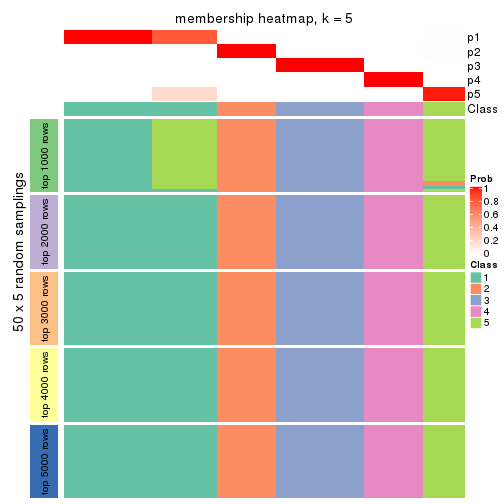 membership heatmap, k = 5
p1
p2
p3
p4
p5
Class
50 x 5 random samplings
top 1000 rows
top 2000 rows
top 3000 rows
top 4000 rows
top 5000 rows
Prob
1
0.8
0.6
0.4
0.2
0
Class
1
2
3
4
5